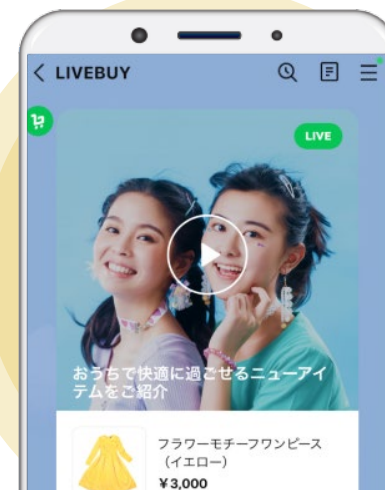 LIVEBUY
LIVE
おうちで快適に過ごせるニューアイ
テムをご紹介
フラワーモチーフワンピース
（イエロー）
¥3,000